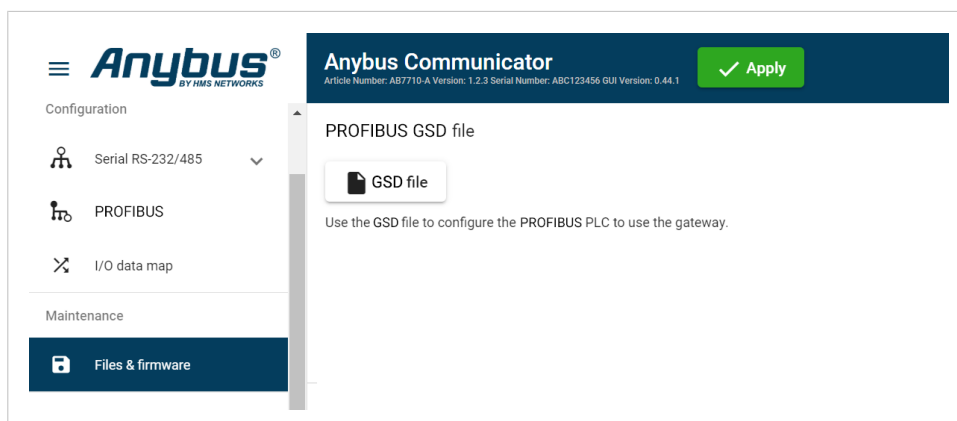 Anybus®
BY HMS NETWORKS
Anybus Communicator
Article Number: AB7710-A Version: 1.2.3 Serial Number: ABC123456 GUI Version: 0.44.1
Apply
Configuration
Serial RS-232/485
PROFIBUS
I/O data map
Maintenance
Files & firmware
PROFIBUS GSD file
GSD file
Use the GSD file to configure the PROFIBUS PLC to use the gateway.